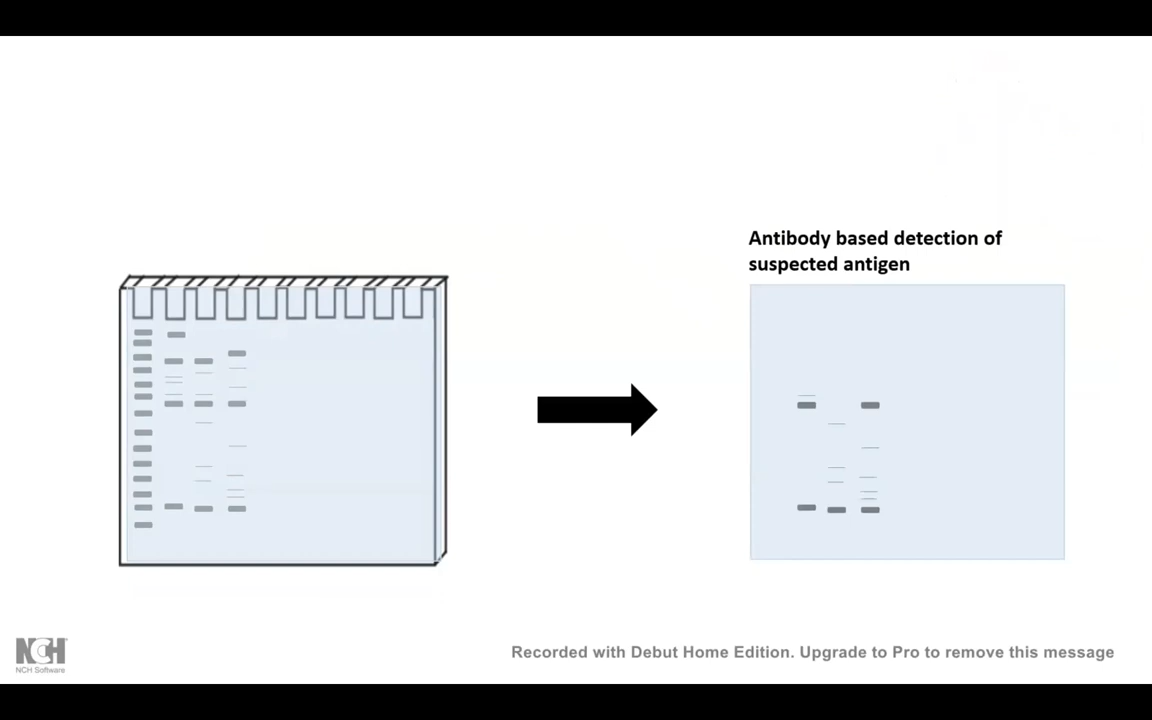 Antibody based detection of
suspected antigen
NCH
NCH Software
Recorded with Debut Home Edition. Upgrade to Pro to remove this message